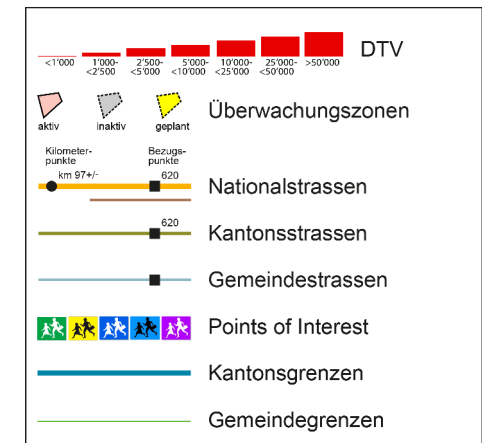 DTV
<1'000 1'000- 2'500- 5'000- 10'000- 25'000- >50'000
<2'500 <5'000 <10'000 <25'000 <50'000
Überwachungszonen
aktiv inaktiv geplant
Kilometer- Bezugs-
punkte punkte
km 97+/- 620
Nationalstrassen
620
Kantonsstrassen
Gemeindestrassen
Points of Interest
Kantonsgrenzen
Gemeindegrenzen